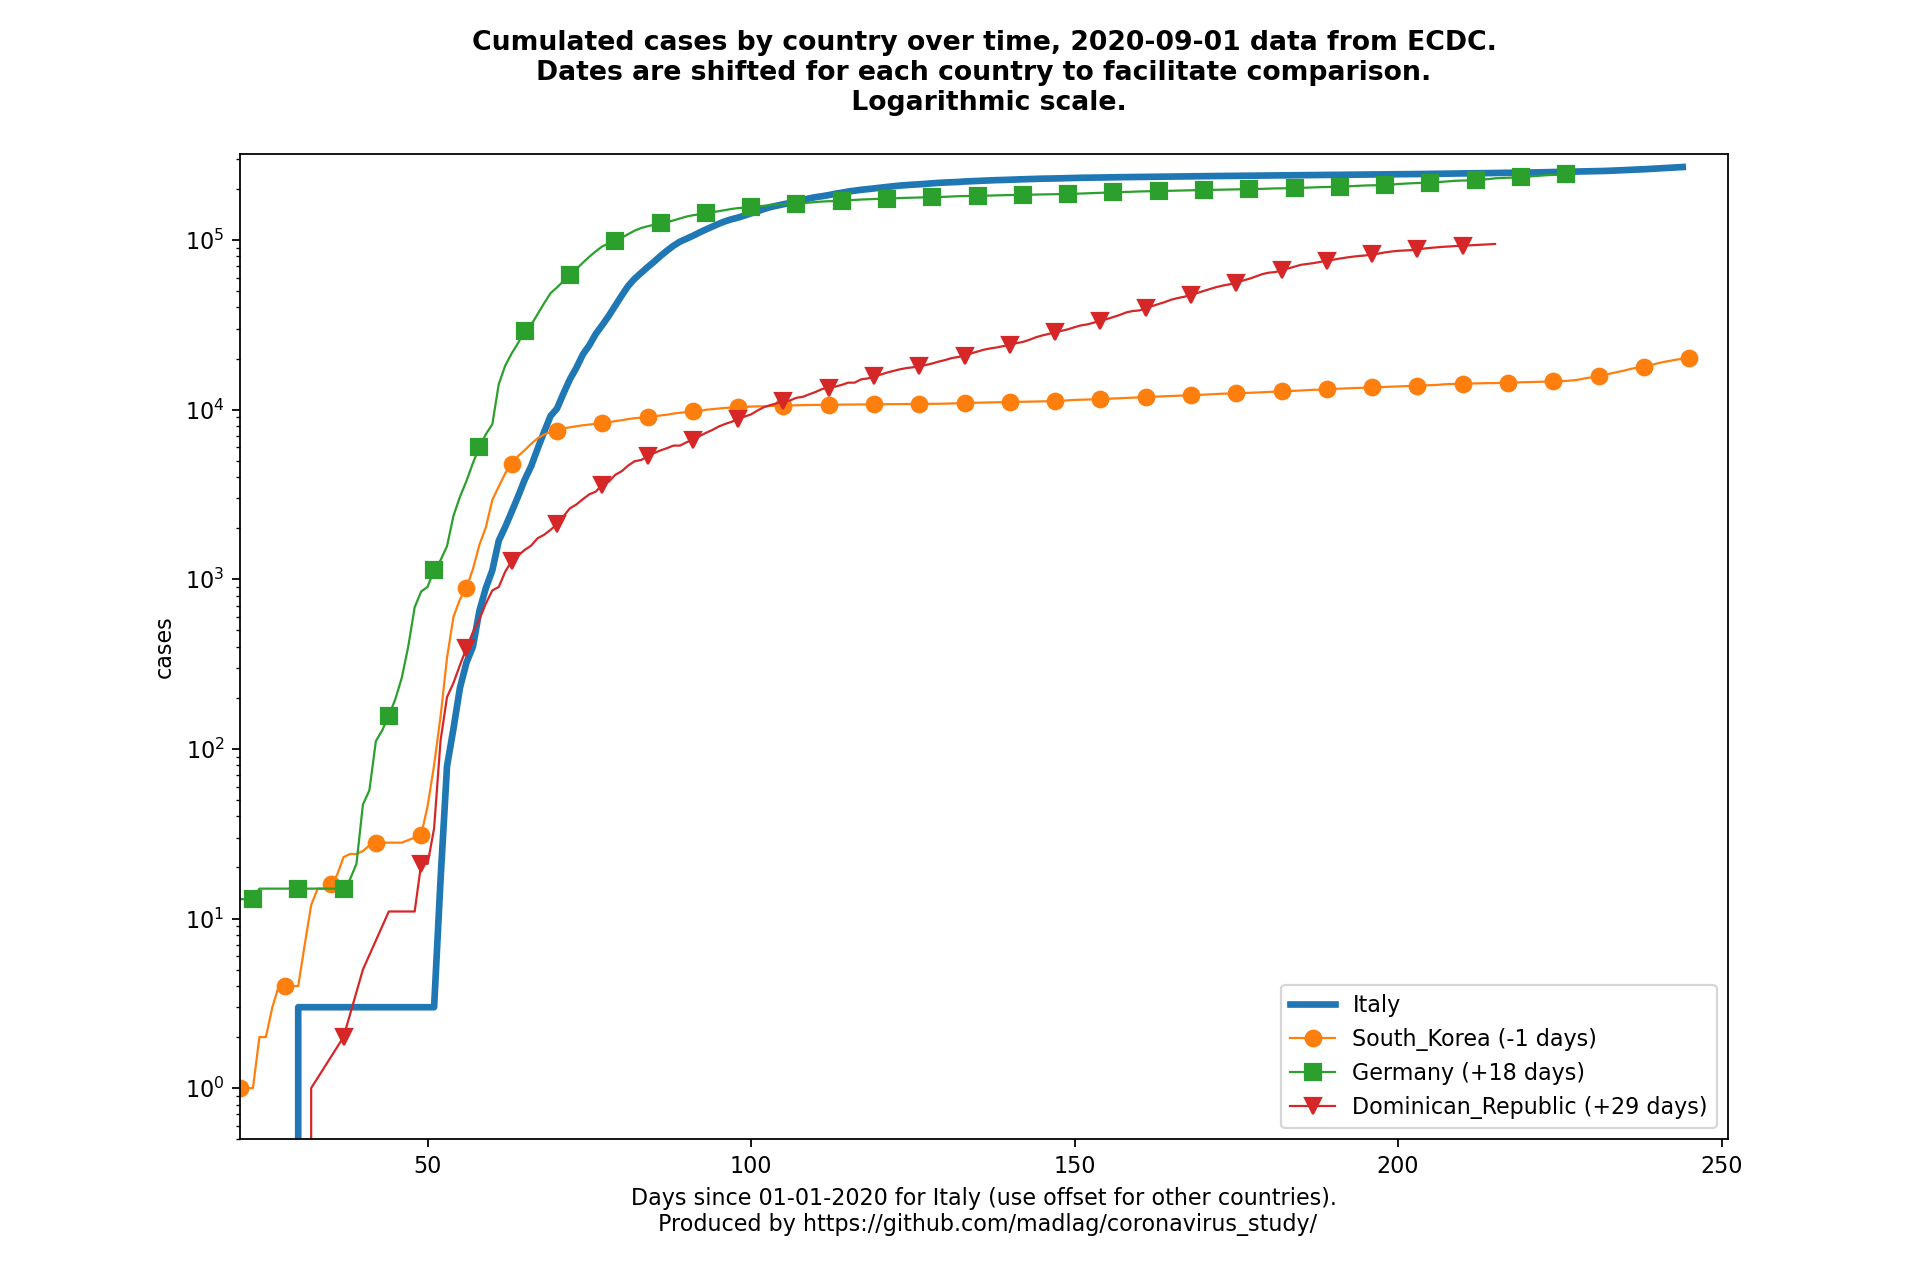 Cumulated cases by country over time, 2020-09-01 data from ECDC.
Dates are shifted for each country to facilitate comparison.
Logarithmic scale.
10^5
10^4
10^3
10^2
10^1
10^0
cases
Italy
South_Korea (-1 days)
Germany (+18 days)
Dominican_Republic (+29 days)
50 100 150 200 250
Days since 01-01-2020 for Italy (use offset for other countries).
Produced by https://github.com/madlag/coronavirus_study/